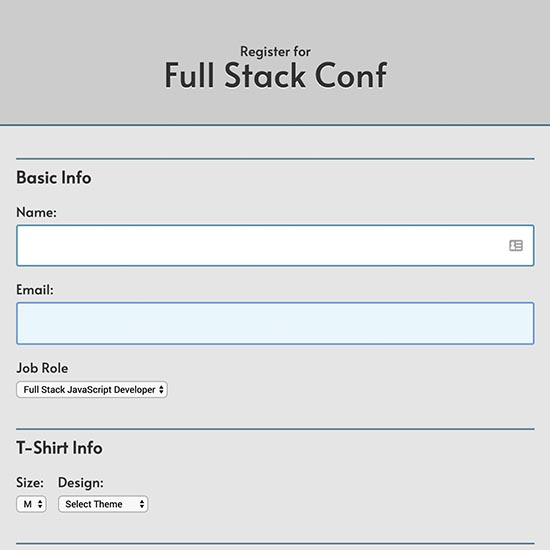 Register for
Full Stack Conf
Basic Info
Name:
Email:
Job Role
Full Stack JavaScript Developer
T-Shirt Info
Size: Design:
M Select Theme